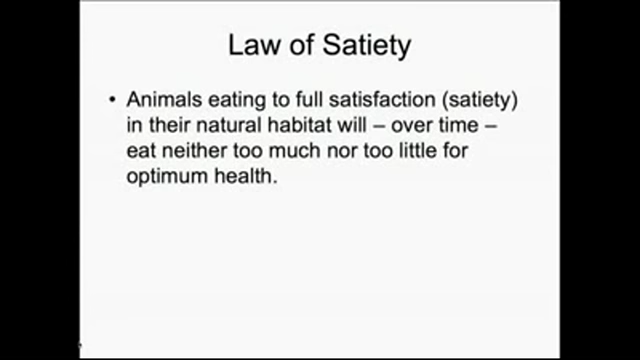 Law of Satiety
• Animals eating to full satisfaction (satiety)
in their natural habitat will – over time –
eat neither too much nor too little for
optimum health.